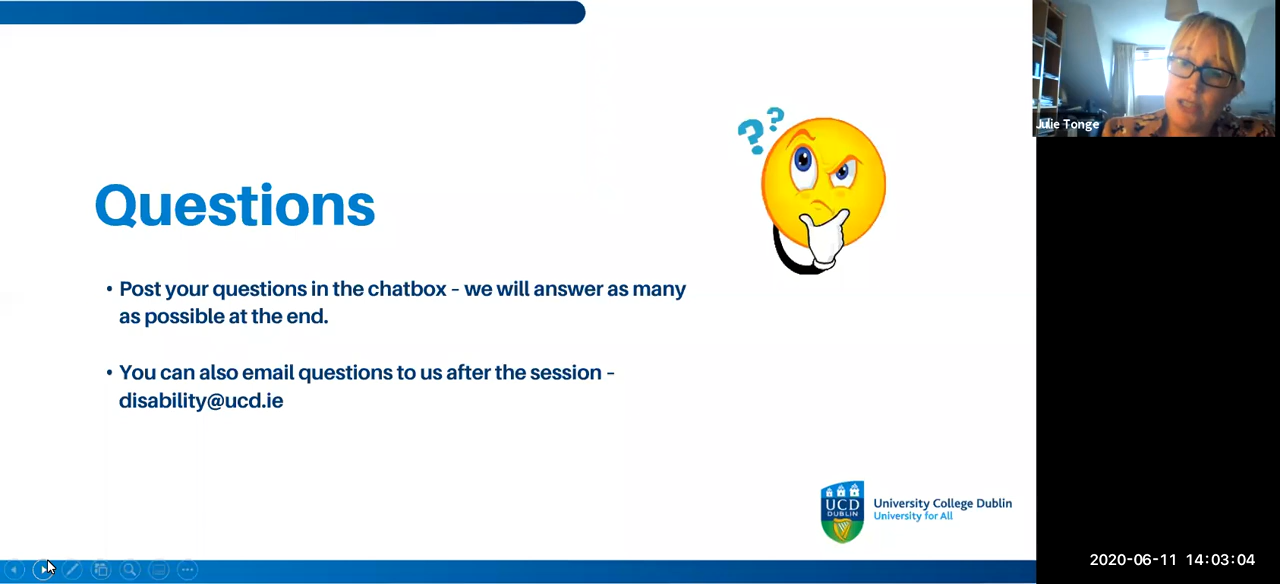 Questions
• Post your questions in the chatbox – we will answer as many
as possible at the end.
• You can also email questions to us after the session –
disability@ucd.ie
? ?
UCD
DUBLIN
University College Dublin
University for All
Julie Tonge
2020-06-11 14:03:04